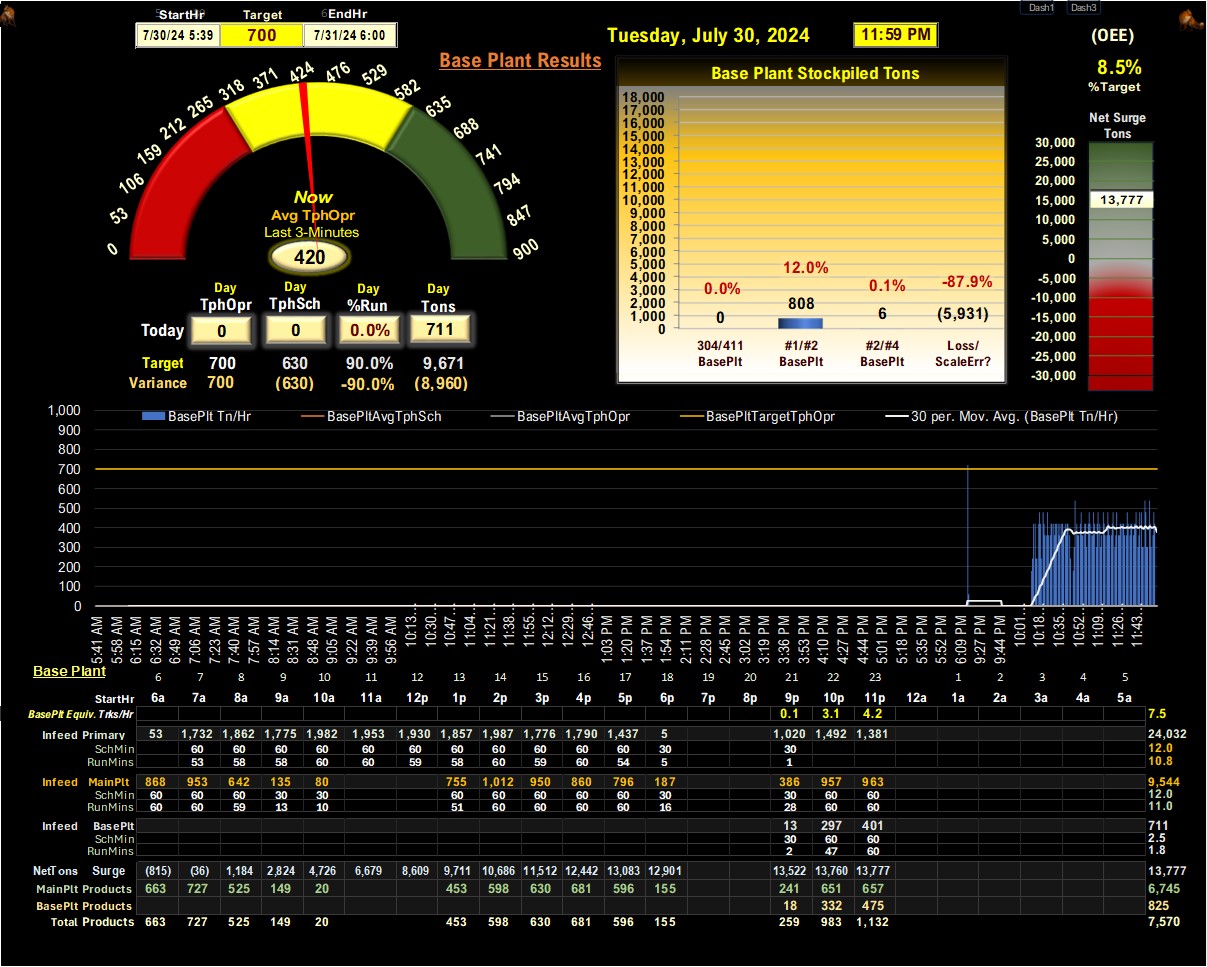 Dash1 Dash3
StartHr Target EndHr
7/30/24 5:39 700 7/31/24 6:00
Tuesday, July 30, 2024 11:59 PM
(OEE)
8.5%
%Target
Base Plant Results
0 53 106 159 212 265 318 371 424 476 529 582 635 688 741 794 847 900
Now
Avg TphOpr
Last 3-Minutes
420
Day Day Day Day
TphOpr TphSch %Run Tons
Today 0 0 0.0% 711
Target 700 630 90.0% 9,671
Variance 700 (630) -90.0% (8,960)
Base Plant Stockpiled Tons
18,000
17,000
16,000
15,000
14,000
13,000
12,000
11,000
10,000
9,000
8,000
7,000
6,000
5,000
4,000
3,000
2,000
1,000
0
0.0% 12.0% 0.1% -87.9%
0 808 6 (5,931)
304/411 #1/#2 #2/#4 Loss/
BasePlt BasePlt BasePlt ScaleErr?
Net Surge
Tons
30,000
25,000
20,000
15,000
13,777
10,000
5,000
0
-5,000
-10,000
-15,000
-20,000
-25,000
-30,000
BasePlt Tn/Hr BasePltAvgTphSch BasePltAvgTphOpr BasePltTargetTphOpr 30 per. Mov. Avg. (BasePlt Tn/Hr)
1,000
900
800
700
600
500
400
300
200
100
0
5:41 AM 5:58 AM 6:15 AM 6:32 AM 6:49 AM 7:06 AM 7:23 AM 7:40 AM 7:57 AM 8:14 AM 8:31 AM 8:48 AM 9:05 AM 9:22 AM 9:39 AM 9:56 AM 10:13… 10:30… 10:47… 11:04… 11:21… 11:38… 11:55… 12:12… 12:29… 12:46… 1:03 PM 1:20 PM 1:37 PM 1:54 PM 2:11 PM 2:28 PM 2:45 PM 3:02 PM 3:19 PM 3:36 PM 3:53 PM 4:10 PM 4:27 PM 4:44 PM 5:01 PM 5:18 PM 5:35 PM 5:52 PM 6:09 PM 9:27 PM 9:44 PM 10:01… 10:18… 10:35… 10:52… 11:09… 11:26… 11:43…
Base Plant
6 7 8 9 10 11 12 13 14 15 16 17 18 19 20 21 22 23 1 2 3 4 5
StartHr 6a 7a 8a 9a 10a 11a 12p 1p 2p 3p 4p 5p 6p 7p 8p 9p 10p 11p 12a 1a 2a 3a 4a 5a
BasePlt Equiv. Trks/Hr 0.1 3.1 4.2 7.5
Infeed Primary 53 1,732 1,862 1,775 1,982 1,953 1,930 1,857 1,987 1,776 1,790 1,437 5 1,020 1,492 1,381 24,032
SchMin 60 60 60 60 60 60 60 60 60 60 60 30 30 12.0
RunMins 53 58 58 60 60 59 58 60 59 60 54 5 1 10.8
Infeed MainPlt 868 953 642 135 80 755 1,012 950 860 796 187 386 957 963 9,544
SchMin 60 60 60 30 30 60 60 60 60 60 30 30 60 60 12.0
RunMins 60 60 59 13 10 51 60 60 60 60 16 28 60 60 11.0
Infeed BasePlt 13 297 401 711
SchMin 30 60 60 2.5
RunMins 2 47 60 1.8
NetTons Surge (815) (36) 1,184 2,824 4,726 6,679 8,609 9,711 10,686 11,512 12,442 13,083 12,901 13,522 13,760 13,777 13,777
MainPlt Products 663 727 525 149 20 453 598 630 681 596 155 241 651 657 6,745
BasePlt Products 18 332 475 825
Total Products 663 727 525 149 20 453 598 630 681 596 155 259 983 1,132 7,570